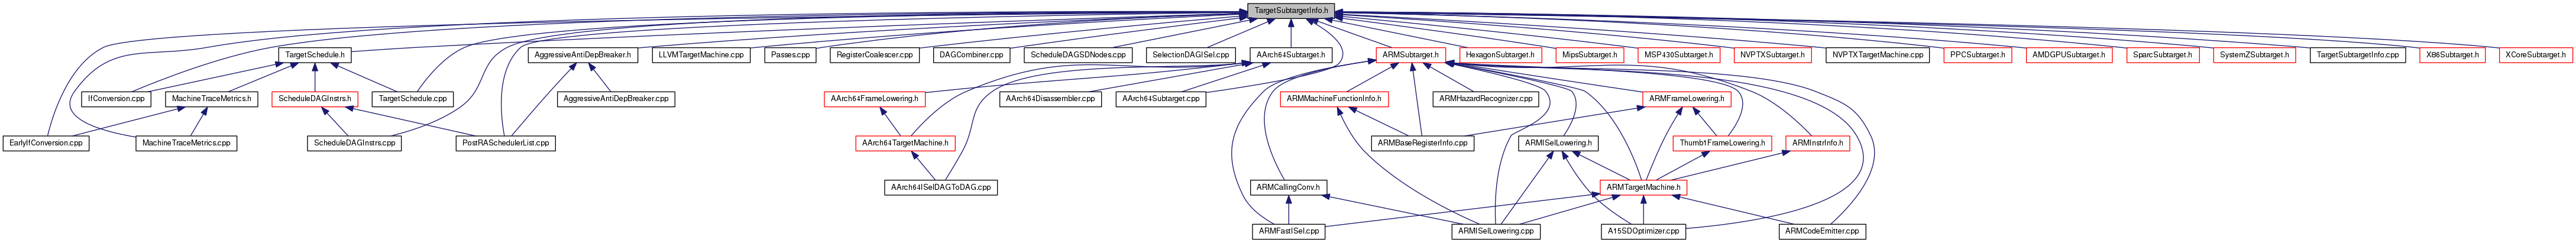 TargetSubtargetInfo.h
TargetSchedule.h
AggressiveAntiDepBreaker.h
LLVMTargetMachine.cpp
Passes.cpp
RegisterCoalescer.cpp
DAGCombiner.cpp
ScheduleDAGSDNodes.cpp
SelectionDAGISel.cpp
AArch64Subtarget.h
ARMSubtarget.h
HexagonSubtarget.h
MipsSubtarget.h
MSP430Subtarget.h
NVPTXSubtarget.h
NVPTXTargetMachine.cpp
PPCSubtarget.h
AMDGPUSubtarget.h
SparcSubtarget.h
SystemZSubtarget.h
TargetSubtargetInfo.cpp
X86Subtarget.h
XCoreSubtarget.h
IfConversion.cpp
MachineTraceMetrics.h
ScheduleDAGInstrs.h
TargetSchedule.cpp
AggressiveAntiDepBreaker.cpp
AArch64FrameLowering.h
AArch64Disassembler.cpp
AArch64Subtarget.cpp
ARMMachineFunctionInfo.h
ARMHazardRecognizer.cpp
ARMFrameLowering.h
EarlyIfConversion.cpp
MachineTraceMetrics.cpp
ScheduleDAGInstrs.cpp
PostRASchedulerList.cpp
AArch64TargetMachine.h
ARMBaseRegisterInfo.cpp
ARMISelLowering.h
Thumb1FrameLowering.h
ARMInstrInfo.h
AArch64ISelDAGToDAG.cpp
ARMCallingConv.h
ARMTargetMachine.h
ARMFastISel.cpp
ARMISelLowering.cpp
A15SDOptimizer.cpp
ARMCodeEmitter.cpp